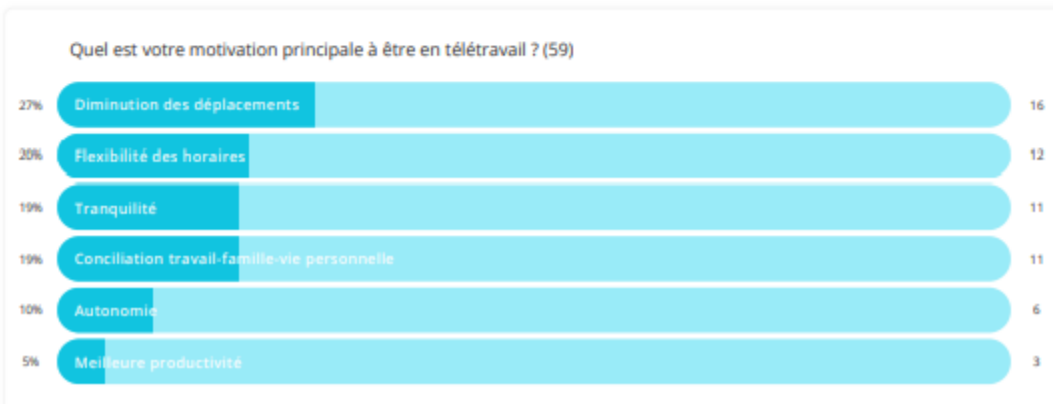 Quel est votre motivation principale à être en télétravail ? (59)
27% Diminution des déplacements 16
20% Flexibilité des horaires 12
19% Tranquilité 11
19% Conciliation travail-famille-vie personnelle 11
10% Autonomie 6
5% Meilleure productivité 3